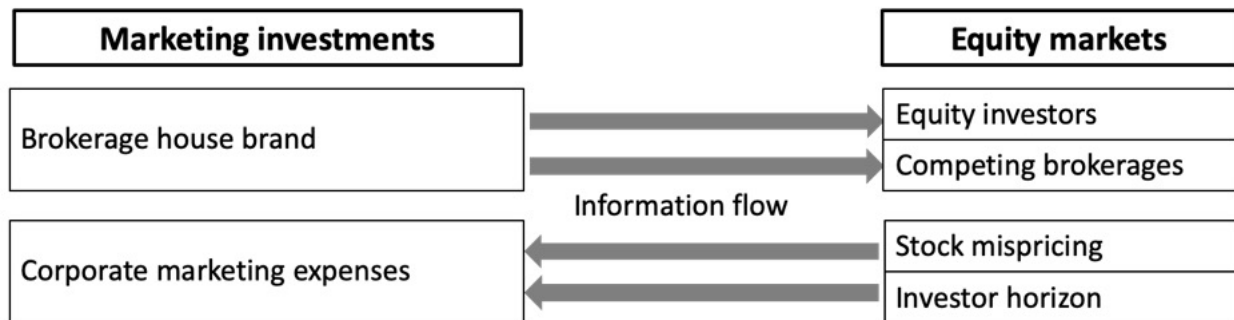 Marketing investments
Equity markets
Brokerage house brand
Equity investors
Competing brokerages
Information flow
Corporate marketing expenses
Stock mispricing
Investor horizon